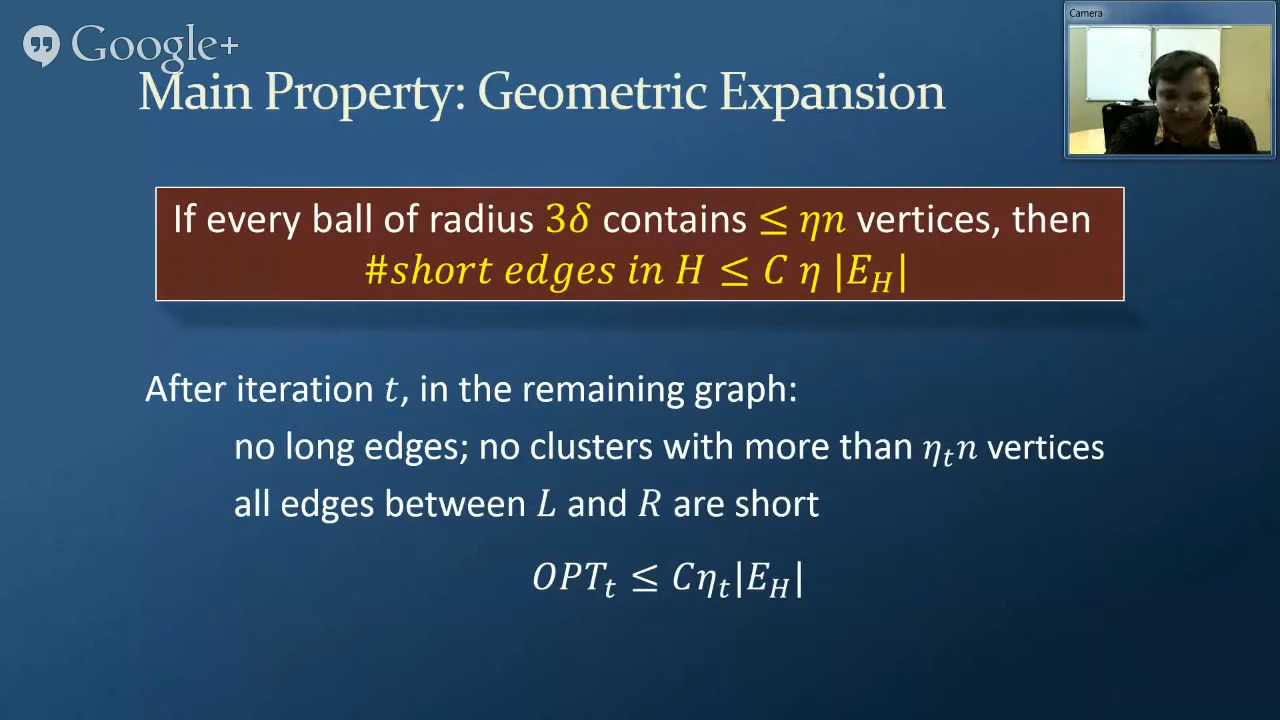 Google+
Camera
Main Property: Geometric Expansion
If every ball of radius 3δ contains ≤ ηn vertices, then
#short edges in H ≤ C η |E_H|
After iteration t, in the remaining graph:
no long edges; no clusters with more than η_t n vertices
all edges between L and R are short
OPT_t ≤ Cη_t|E_H|